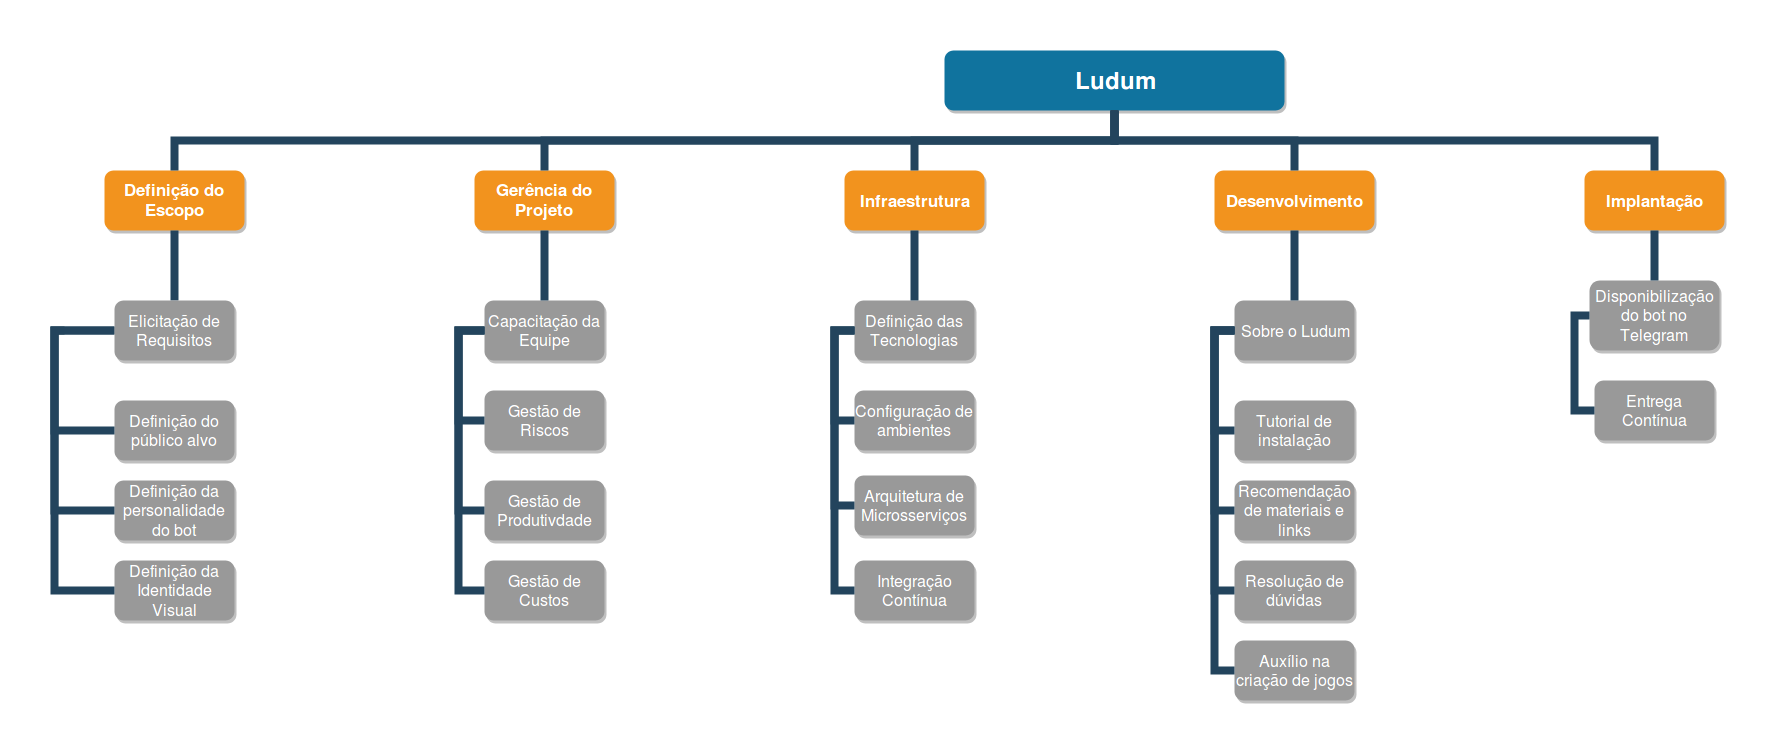 Ludum
Definição do
Escopo
Gerência do
Projeto
Infraestrutura
Desenvolvimento
Implantação
Elicitação de
Requisitos
Definição do
público alvo
Definição da
personalidade
do bot
Definição da
Identidade
Visual
Capacitação da
Equipe
Gestão de
Riscos
Gestão de
Produtivdade
Gestão de
Custos
Definição das
Tecnologias
Configuração de
ambientes
Arquitetura de
Microsserviços
Integração
Contínua
Sobre o Ludum
Tutorial de
instalação
Recomendação
de materiais e
links
Resolução de
dúvidas
Auxílio na
criação de jogos
Disponibilização
do bot no
Telegram
Entrega
Contínua